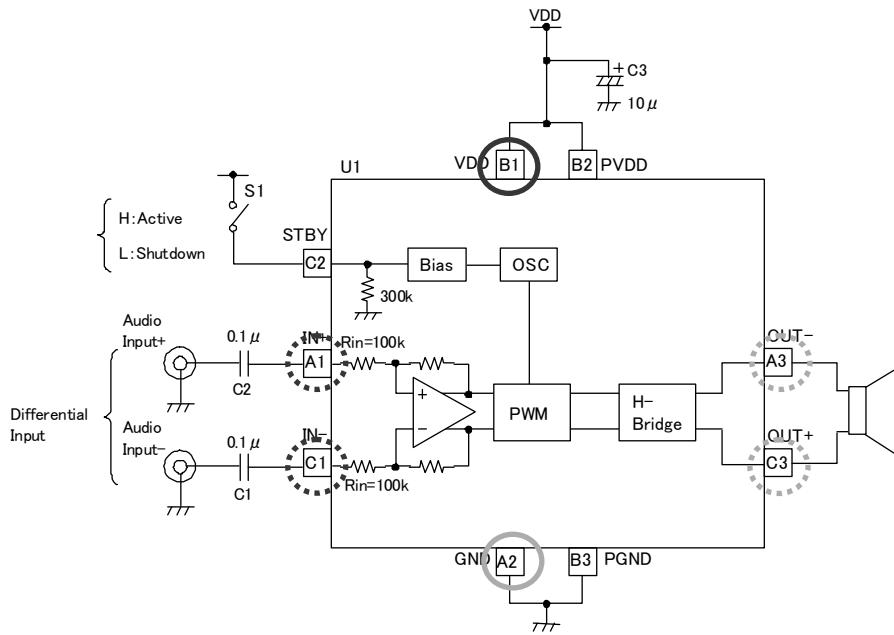 VDD
+ C3
10μ
U1
VDD B1
B2 PVDD
S1
H:Active
L:Shutdown
STBY
C2
Bias
OSC
300k
Audio
Input+
0.1μ
C2
IN+
A1
Rin=100k
+
OUT-
A3
Differential
Input
PWM
H-
Bridge
Audio
Input-
0.1μ
C1
IN-
C1
Rin=100k
−
OUT+
C3
GND A2
B3 PGND